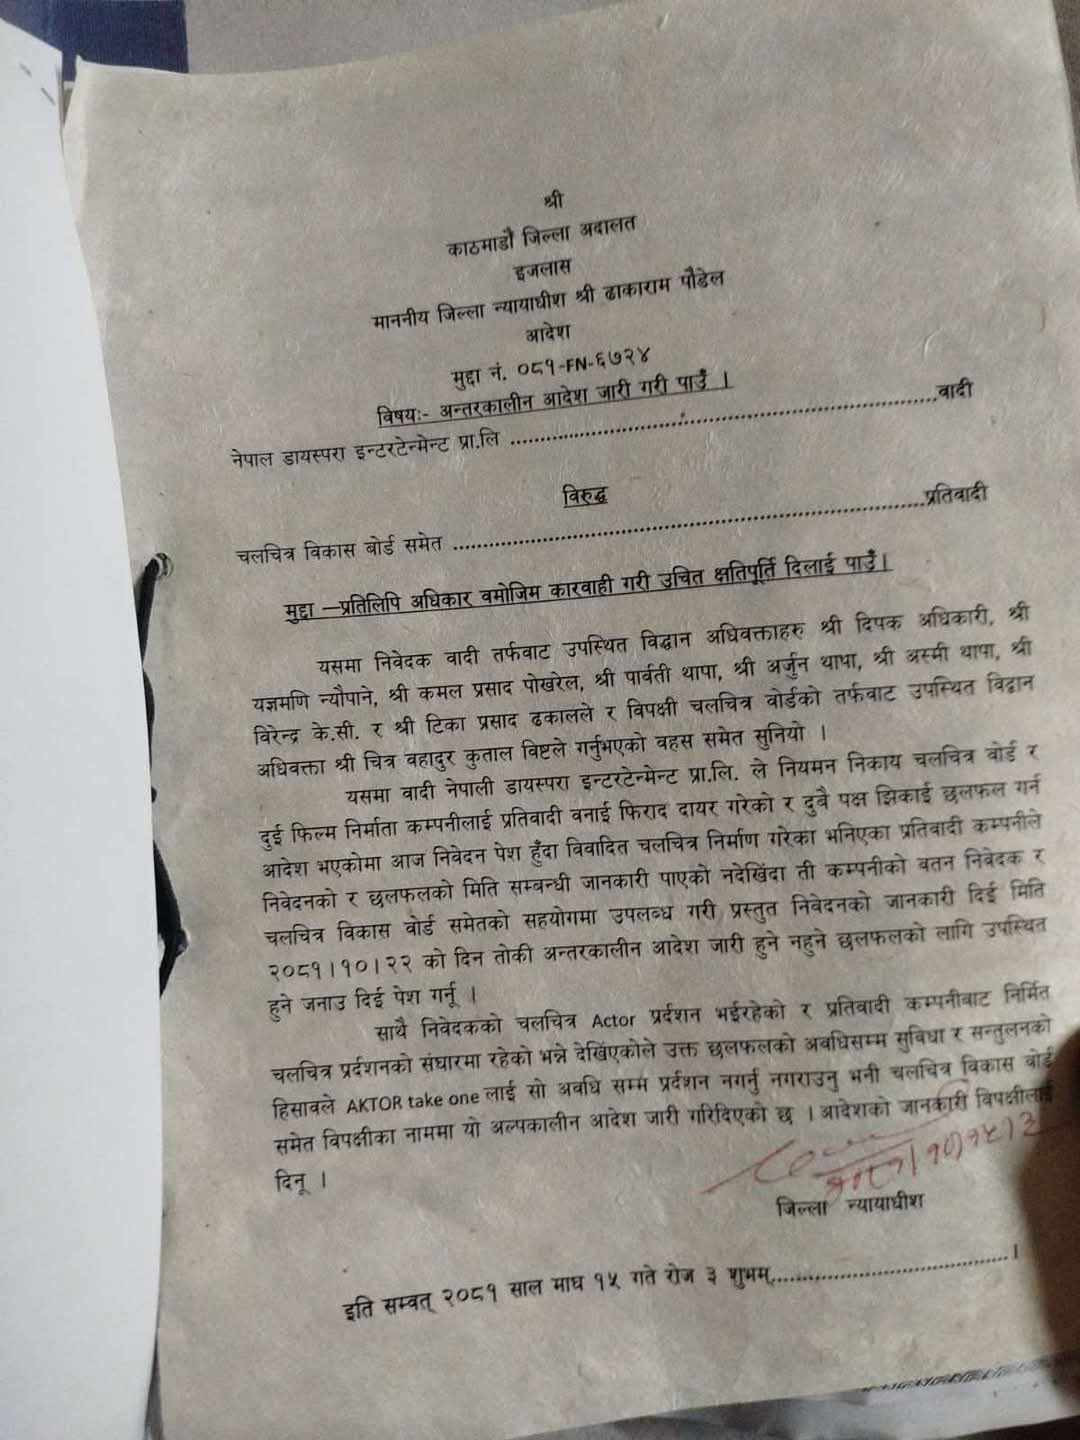 श्री
काठमाडौं जिल्ला अदालत
इजलास
माननीय जिल्ला न्यायाधीश श्री ढाकाराम पौडेल
आदेश
मुद्दा नं. ०८१-FN-६७२४
विषयः- अन्तरकालीन आदेश जारी गरी पाउँ ।
नेपाल डायस्परा इन्टरटेन्मेन्ट प्रा.लि ....................................................................वादी
विरुद्ध
चलचित्र विकास बोर्ड समेत ............................................................................प्रतिवादी
मुद्दा –प्रतिलिपि अधिकार वमोजिम कारवाही गरी उचित क्षतिपूर्ति दिलाई पाउँ।
यसमा निवेदक वादी तर्फवाट उपस्थित विद्धान अधिवक्ताहरु श्री दिपक अधिकारी, श्री
यज्ञमणि न्यौपाने, श्री कमल प्रसाद पोखरेल, श्री पार्वती थापा, श्री अर्जुन थापा, श्री अस्मी थापा, श्री
विरेन्द्र के.सी. र श्री टिका प्रसाद ढकालले र विपक्षी चलचित्र वोर्डको तर्फवाट उपस्थित विद्वान
अधिवक्ता श्री चित्र वहादुर कुताल विष्टले गर्नुभएको वहस समेत सुनियो ।
यसमा वादी नेपाली डायस्परा इन्टरटेन्मेन्ट प्रा.लि. ले नियमन निकाय चलचित्र वोर्ड र
दुई फिल्म निर्माता कम्पनीलाई प्रतिवादी वनाई फिराद दायर गरेको र दुबै पक्ष झिकाई छलफल गर्न
आदेश भएकोमा आज निवेदन पेश हुँदा विवादित चलचित्र निर्माण गरेका भनिएका प्रतिवादी कम्पनीले
निवेदनको र छलफलको मिति सम्बन्धी जानकारी पाएको नदेखिंदा ती कम्पनीको बतन निवेदक र
चलचित्र विकास वोर्ड समेतको सहयोगमा उपलब्ध गरी प्रस्तुत निवेदनको जानकारी दिई मिति
२०८१।१०।२२ को दिन तोकी अन्तरकालीन आदेश जारी हुने नहुने छलफलको लागि उपस्थित
हुने जनाउ दिई पेश गर्नू ।
साथै निवेदकको चलचित्र Actor प्रर्दशन भईरहेको र प्रतिवादी कम्पनीबाट निर्मित
चलचित्र प्रर्दशनको संघारमा रहेको भन्ने देखिंएकोले उक्त छलफलको अवधिसम्म सुविधा र सन्तुलनको
हिसावले AKTOR take one लाई सो अवधि सम्म प्रर्दशन नगर्नु नगराउनु भनी चलचित्र विकास बोर्ड
समेत विपक्षीका नाममा यो अल्पकालीन आदेश जारी गरिदिएको छ । आदेशको जानकारी विपक्षीलाई
दिनू ।
जिल्ला न्यायाधीश
इति सम्वत् २०८१ साल माघ १५ गते रोज ३ शुभम्.......................................।